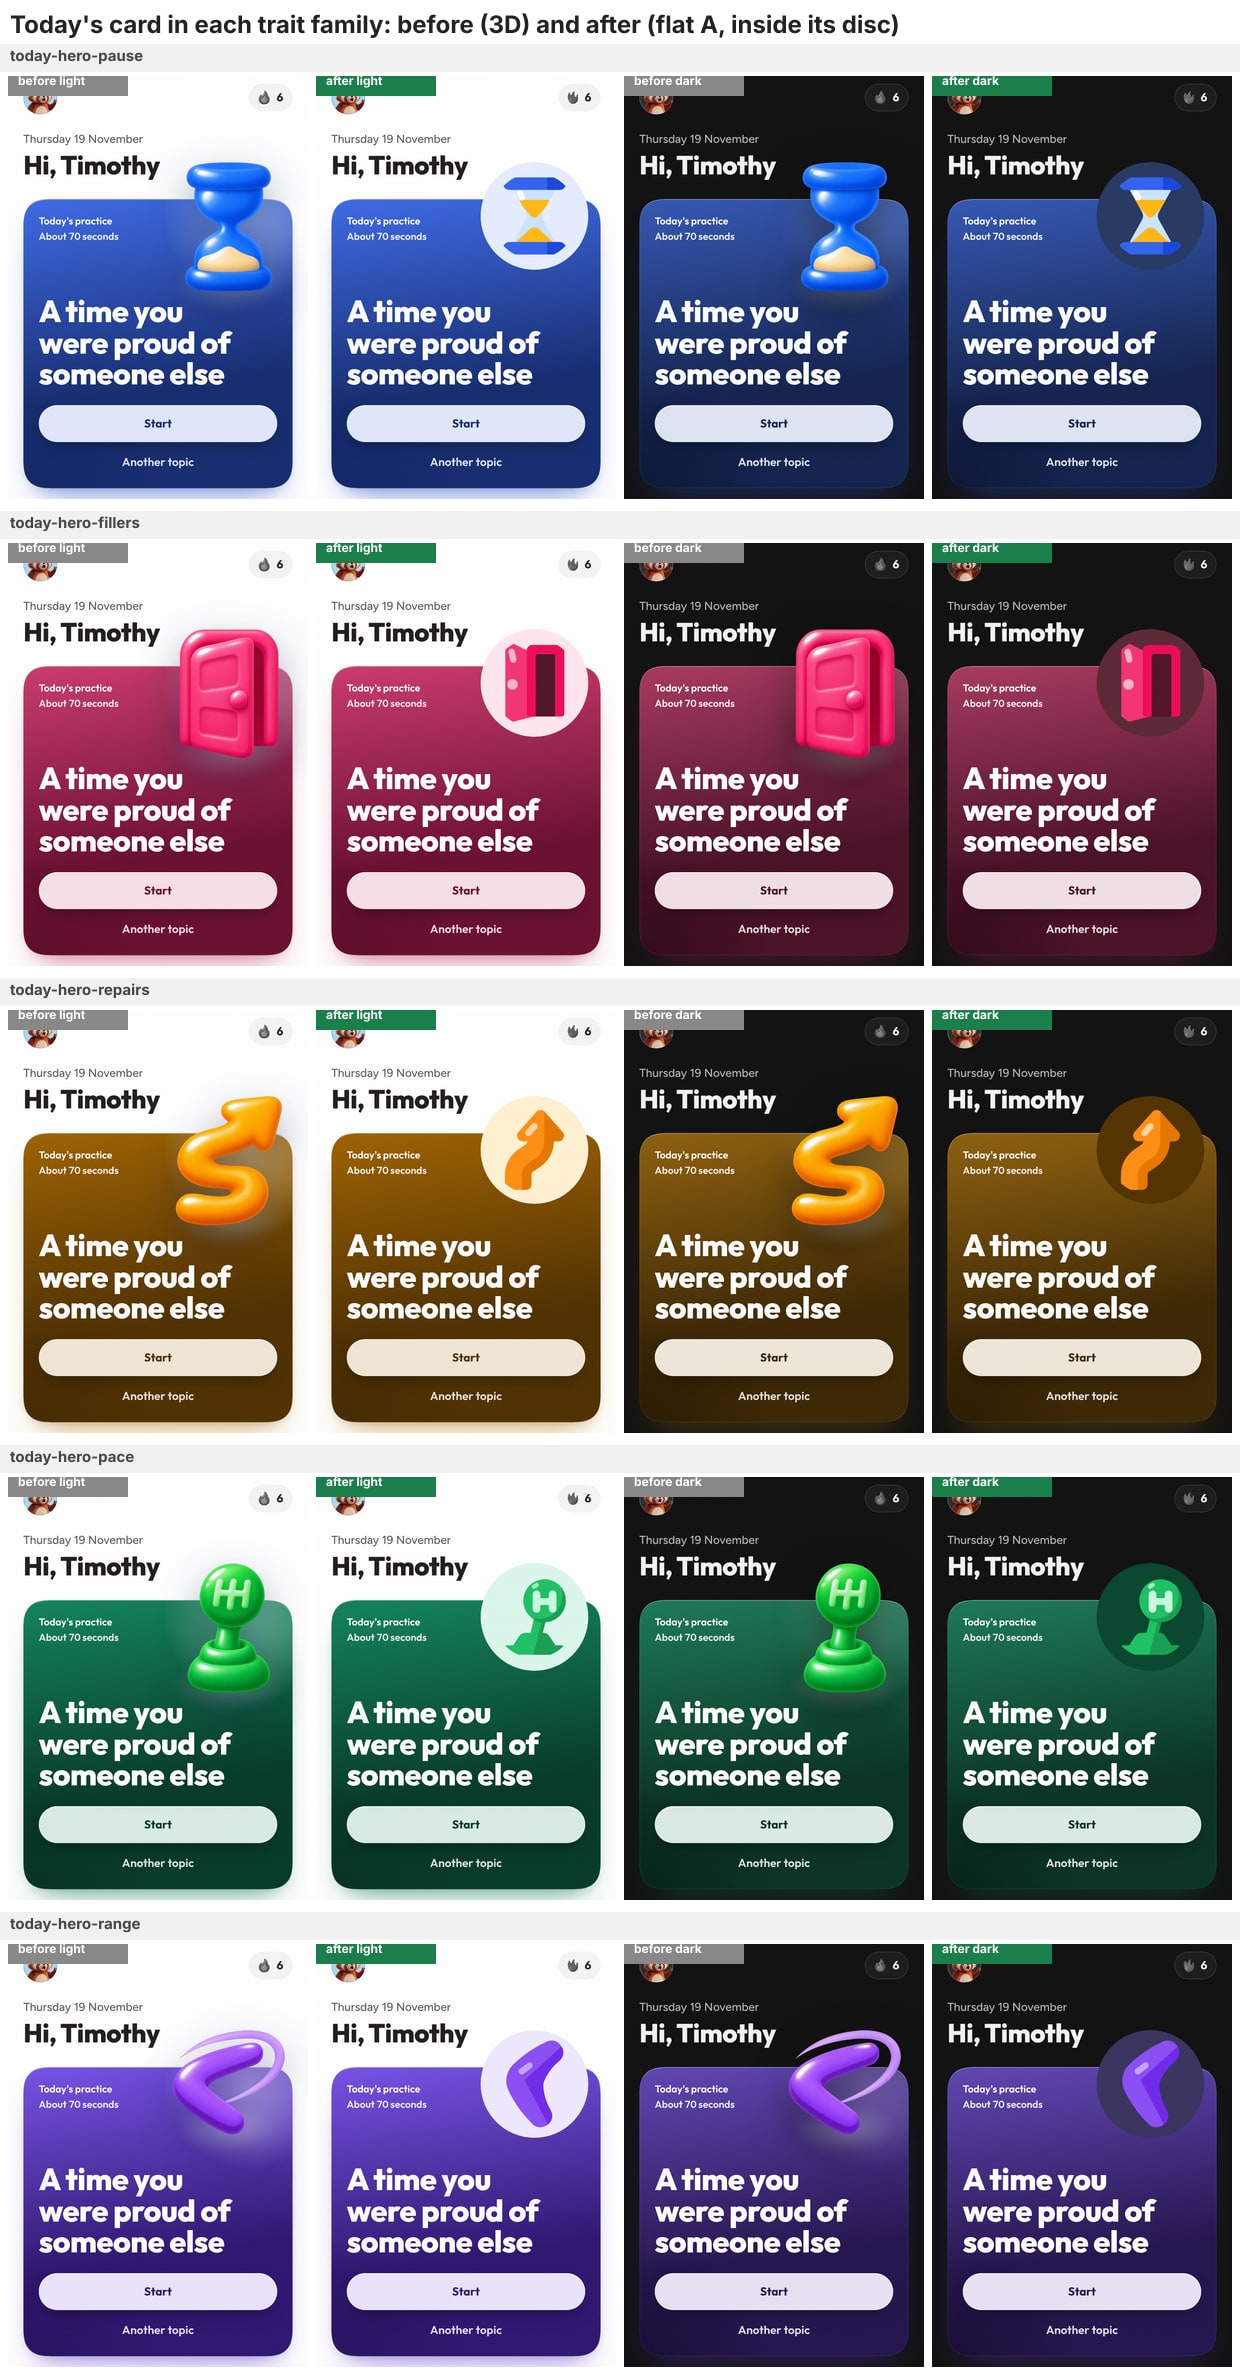 Today's card in each trait family: before (3D) and after (flat A, inside its disc)
today-hero-pause
before light
after light
before dark
after dark
6
6
6
6
Thursday 19 November
Thursday 19 November
Thursday 19 November
Thursday 19 November
Hi, Timothy
Hi, Timothy
Hi, Timothy
Hi, Timothy
Today's practice
Today's practice
Today's practice
Today's practice
About 70 seconds
About 70 seconds
About 70 seconds
About 70 seconds
A time you
A time you
A time you
A time you
were proud of
were proud of
were proud of
were proud of
someone else
someone else
someone else
someone else
Start
Start
Start
Start
Another topic
Another topic
Another topic
Another topic
today-hero-fillers
before light
after light
before dark
after dark
6
6
6
6
Thursday 19 November
Thursday 19 November
Thursday 19 November
Thursday 19 November
Hi, Timothy
Hi, Timothy
Hi, Timothy
Hi, Timothy
Today's practice
Today's practice
Today's practice
Today's practice
About 70 seconds
About 70 seconds
About 70 seconds
About 70 seconds
A time you
A time you
A time you
A time you
were proud of
were proud of
were proud of
were proud of
someone else
someone else
someone else
someone else
Start
Start
Start
Start
Another topic
Another topic
Another topic
Another topic
today-hero-repairs
before light
after light
before dark
after dark
6
6
6
6
Thursday 19 November
Thursday 19 November
Thursday 19 November
Thursday 19 November
Hi, Timothy
Hi, Timothy
Hi, Timothy
Hi, Timothy
Today's practice
Today's practice
Today's practice
Today's practice
About 70 seconds
About 70 seconds
About 70 seconds
About 70 seconds
A time you
A time you
A time you
A time you
were proud of
were proud of
were proud of
were proud of
someone else
someone else
someone else
someone else
Start
Start
Start
Start
Another topic
Another topic
Another topic
Another topic
today-hero-pace
before light
after light
before dark
after dark
6
6
6
6
Thursday 19 November
Thursday 19 November
Thursday 19 November
Thursday 19 November
Hi, Timothy
Hi, Timothy
Hi, Timothy
Hi, Timothy
Today's practice
Today's practice
Today's practice
Today's practice
About 70 seconds
About 70 seconds
About 70 seconds
About 70 seconds
H
H
A time you
A time you
A time you
A time you
were proud of
were proud of
were proud of
were proud of
someone else
someone else
someone else
someone else
Start
Start
Start
Start
Another topic
Another topic
Another topic
Another topic
today-hero-range
before light
after light
before dark
after dark
6
6
6
6
Thursday 19 November
Thursday 19 November
Thursday 19 November
Thursday 19 November
Hi, Timothy
Hi, Timothy
Hi, Timothy
Hi, Timothy
Today's practice
Today's practice
Today's practice
Today's practice
About 70 seconds
About 70 seconds
About 70 seconds
About 70 seconds
A time you
A time you
A time you
A time you
were proud of
were proud of
were proud of
were proud of
someone else
someone else
someone else
someone else
Start
Start
Start
Start
Another topic
Another topic
Another topic
Another topic